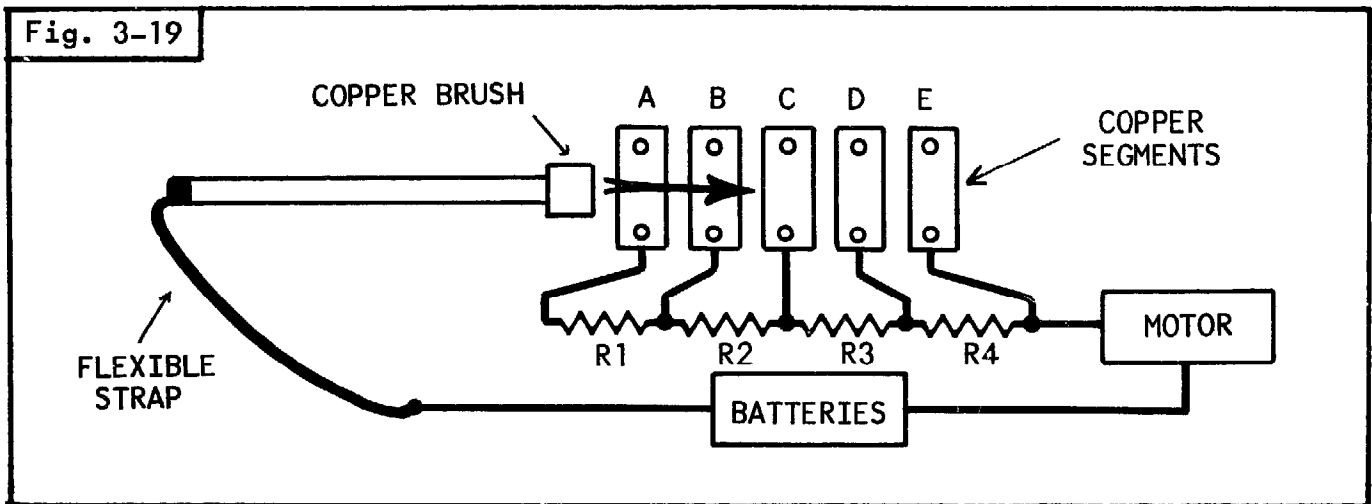 Fig. 3-19
COPPER BRUSH
A B C D E
COPPER
SEGMENTS
R1 R2 R3 R4
MOTOR
FLEXIBLE
STRAP
BATTERIES